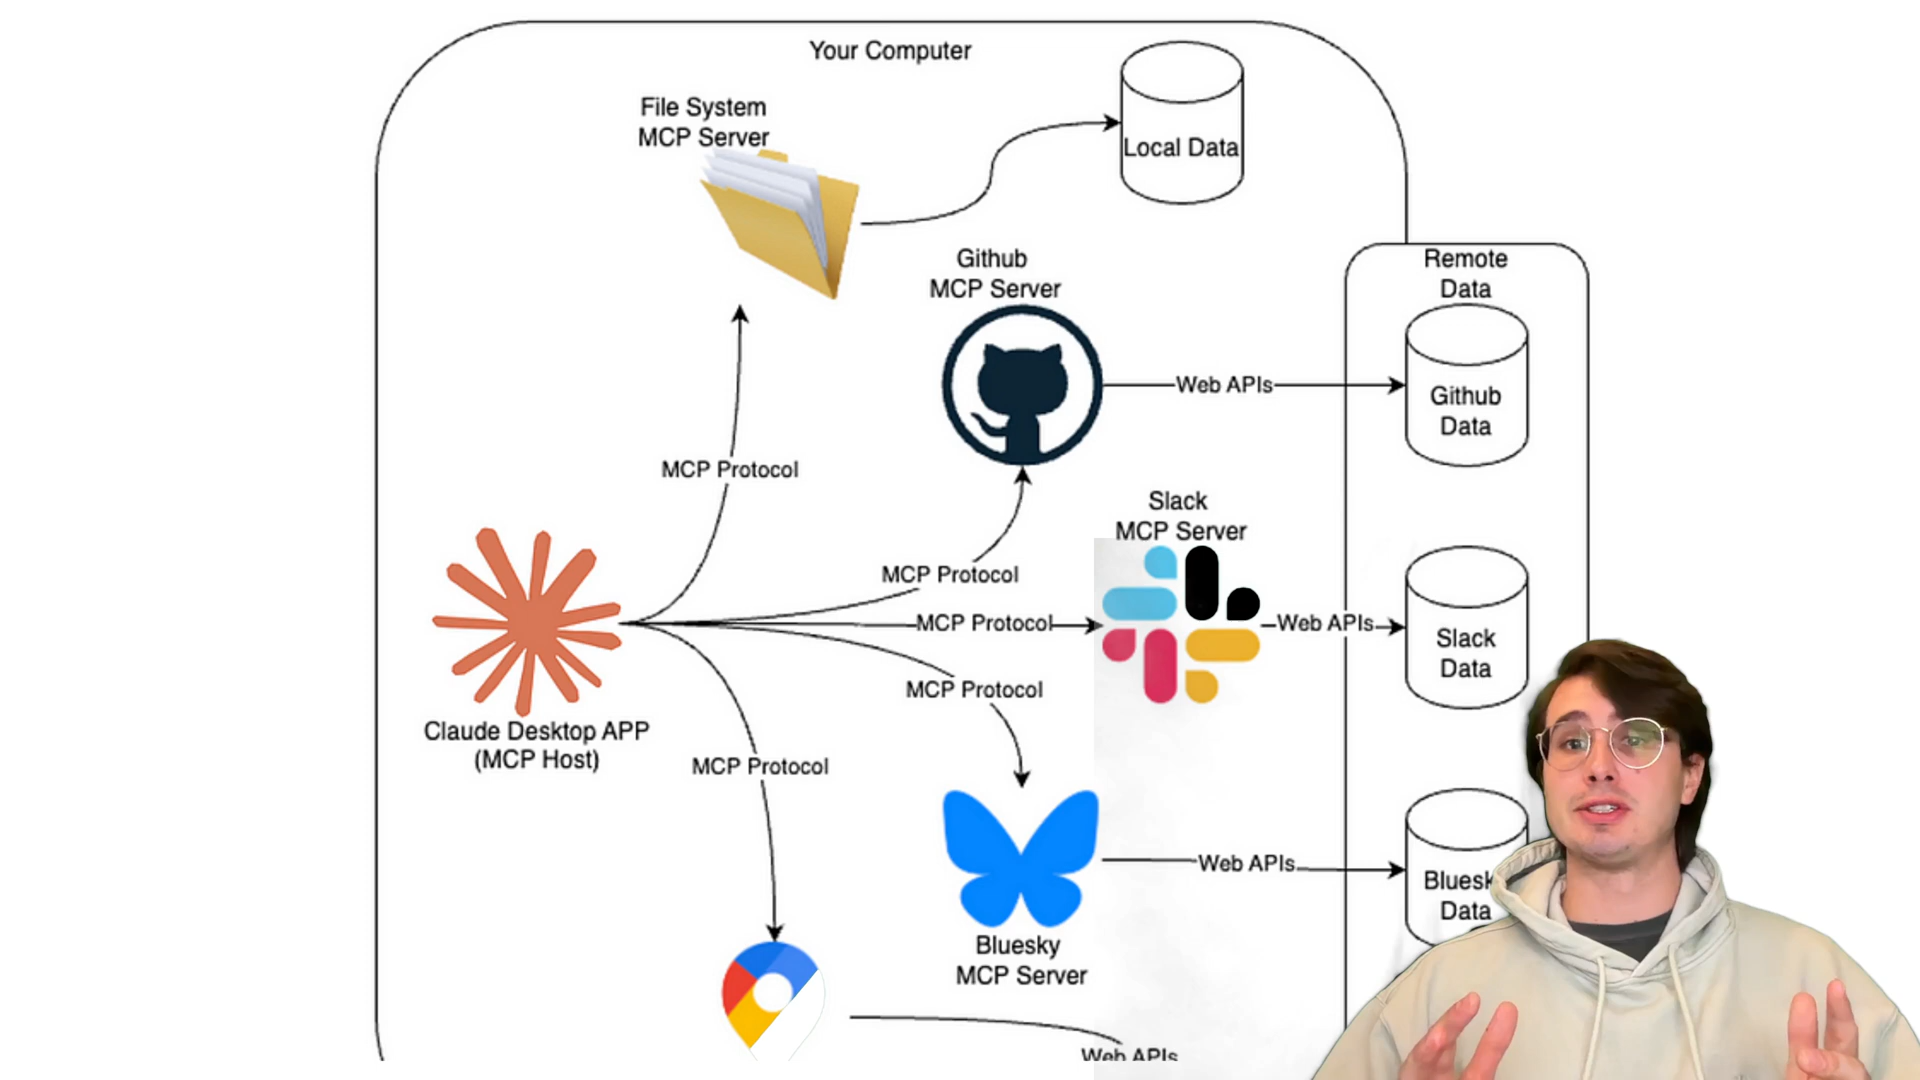 Your Computer
File System
MCP Server
Local Data
Github
MCP Server
Remote
Data
Web APIs
Github
Data
MCP Protocol
Slack
MCP Server
MCP Protocol
MCP Protocol
Web APIs
Slack
Data
MCP Protocol
Claude Desktop APP
(MCP Host)
MCP Protocol
Web APIs
Data
Bluesky
MCP Server
Web APIs